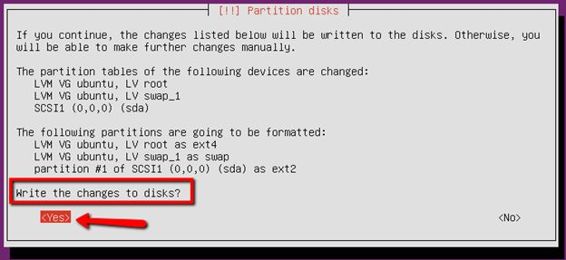 [!!] Partition disks
If you continue, the changes listed below will be written to the disks. Otherwise, you
will be able to make further changes manually.
The partition tables of the following devices are changed:
LVM VG ubuntu, LV root
LVM VG ubuntu, LV swap_1
SCSI1 (0,0,0) (sda)
The following partitions are going to be formatted:
LVM VG ubuntu, LV root as ext4
LVM VG ubuntu, LV swap_1 as swap
partition #1 of SCSI1 (0,0,0) (sda) as ext2
Write the changes to disks?
<Yes> <No>